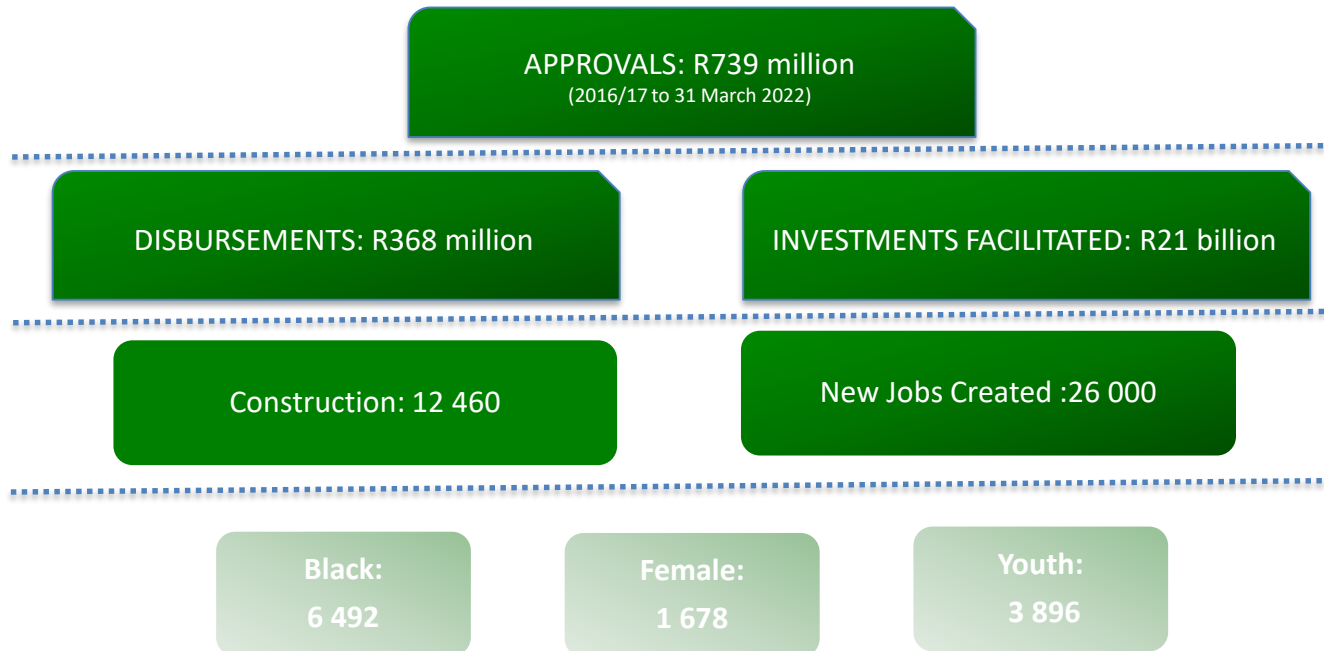 APPROVALS: R739 million
(2016/17 to 31 March 2022)
DISBURSEMENTS: R368 million
INVESTMENTS FACILITATED: R21 billion
Construction: 12 460
New Jobs Created :26 000
Black:
6 492
Female:
1 678
Youth:
3 896